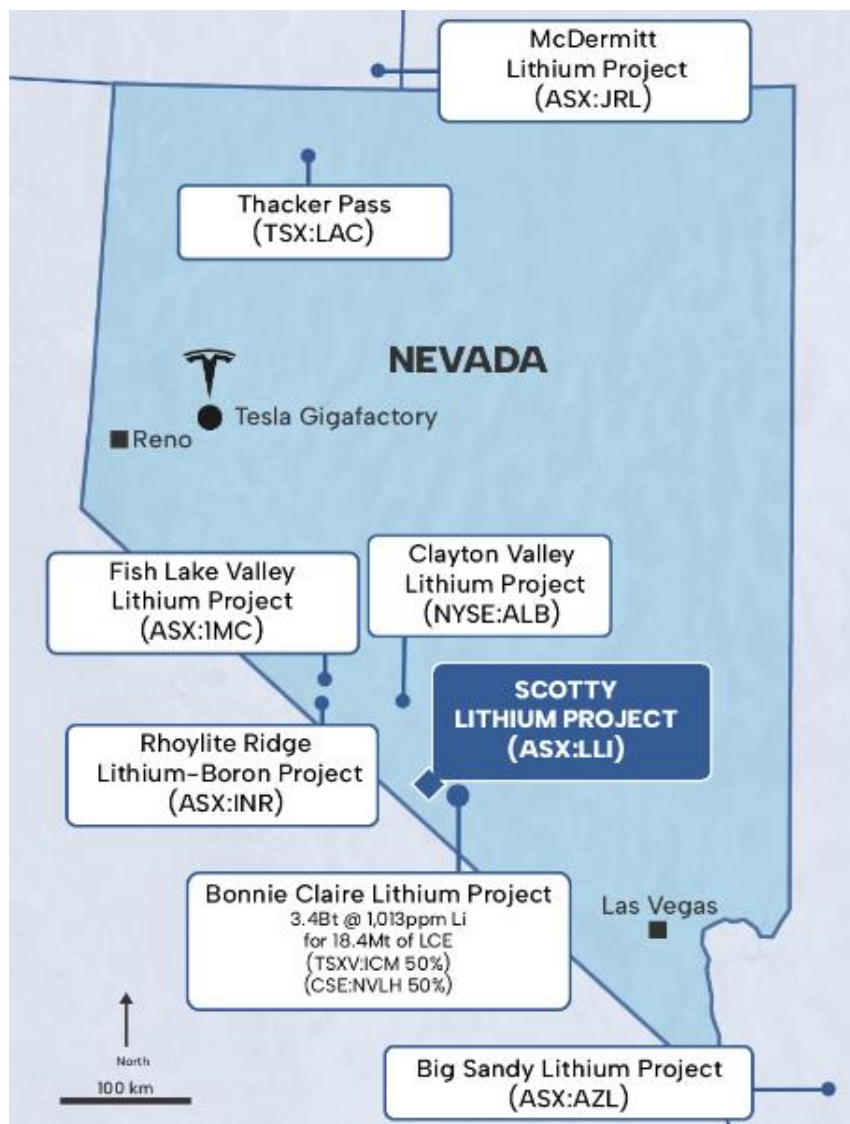 McDermitt
Lithium Project
(ASX:JRL)
Thacker Pass
(TSX:LAC)
NEVADA
Tesla Gigafactory
Reno
Fish Lake Valley
Lithium Project
(ASX:1MC)
Clayton Valley
Lithium Project
(NYSE:ALB)
SCOTTY
LITHIUM PROJECT
(ASX:LLI)
Rhoylite Ridge
Lithium-Boron Project
(ASX:INR)
Bonnie Claire Lithium Project
3.4Bt @ 1,013ppm Li
for 18.4Mt of LCE
(TSXV:ICM 50%)
(CSE:NVLH 50%)
Las Vegas
North
100 km
Big Sandy Lithium Project
(ASX:AZL)